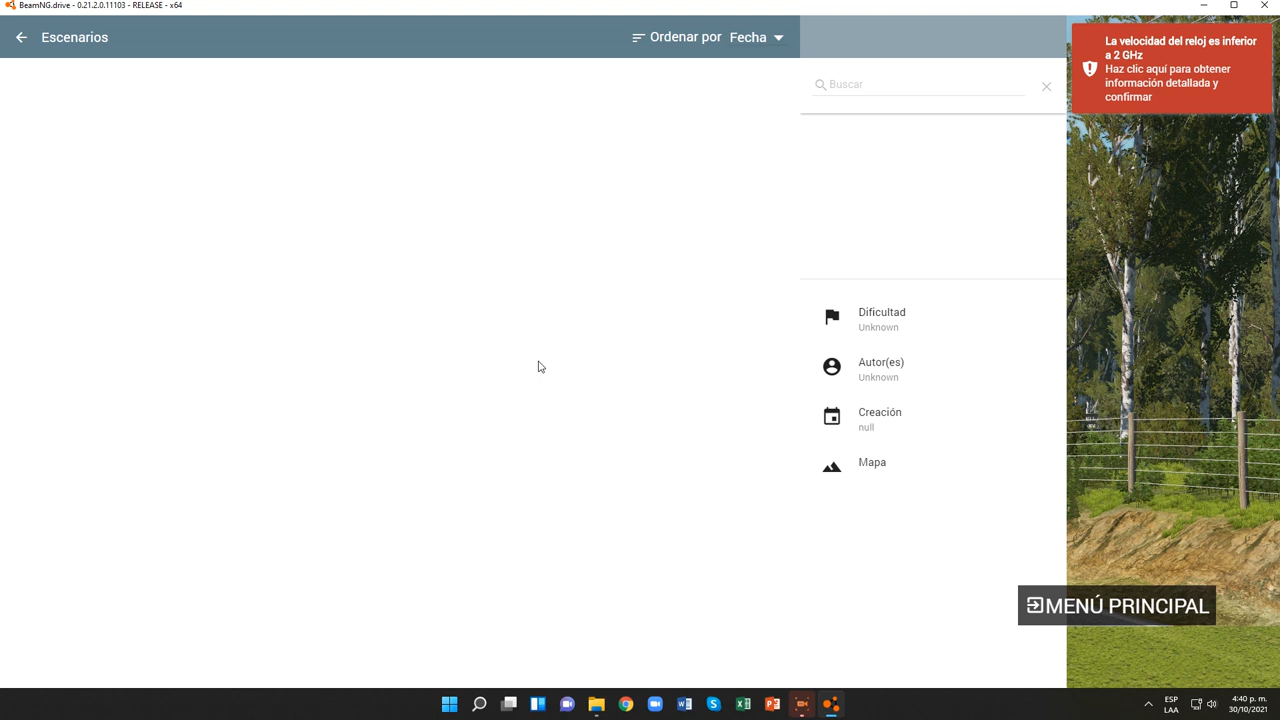 BeamNG.drive - 0.21.2.0.11103 - RELEASE - x64
Escenarios
Ordenar por Fecha
Buscar
La velocidad del reloj es inferior
a 2 GHz
Haz clic aquí para obtener
información detallada y
confirmar
Dificultad
Unknown
Autor(es)
Unknown
Creación
null
Mapa
MENÚ PRINCIPAL
ESP
LAA
4:40 p. m.
30/10/2021